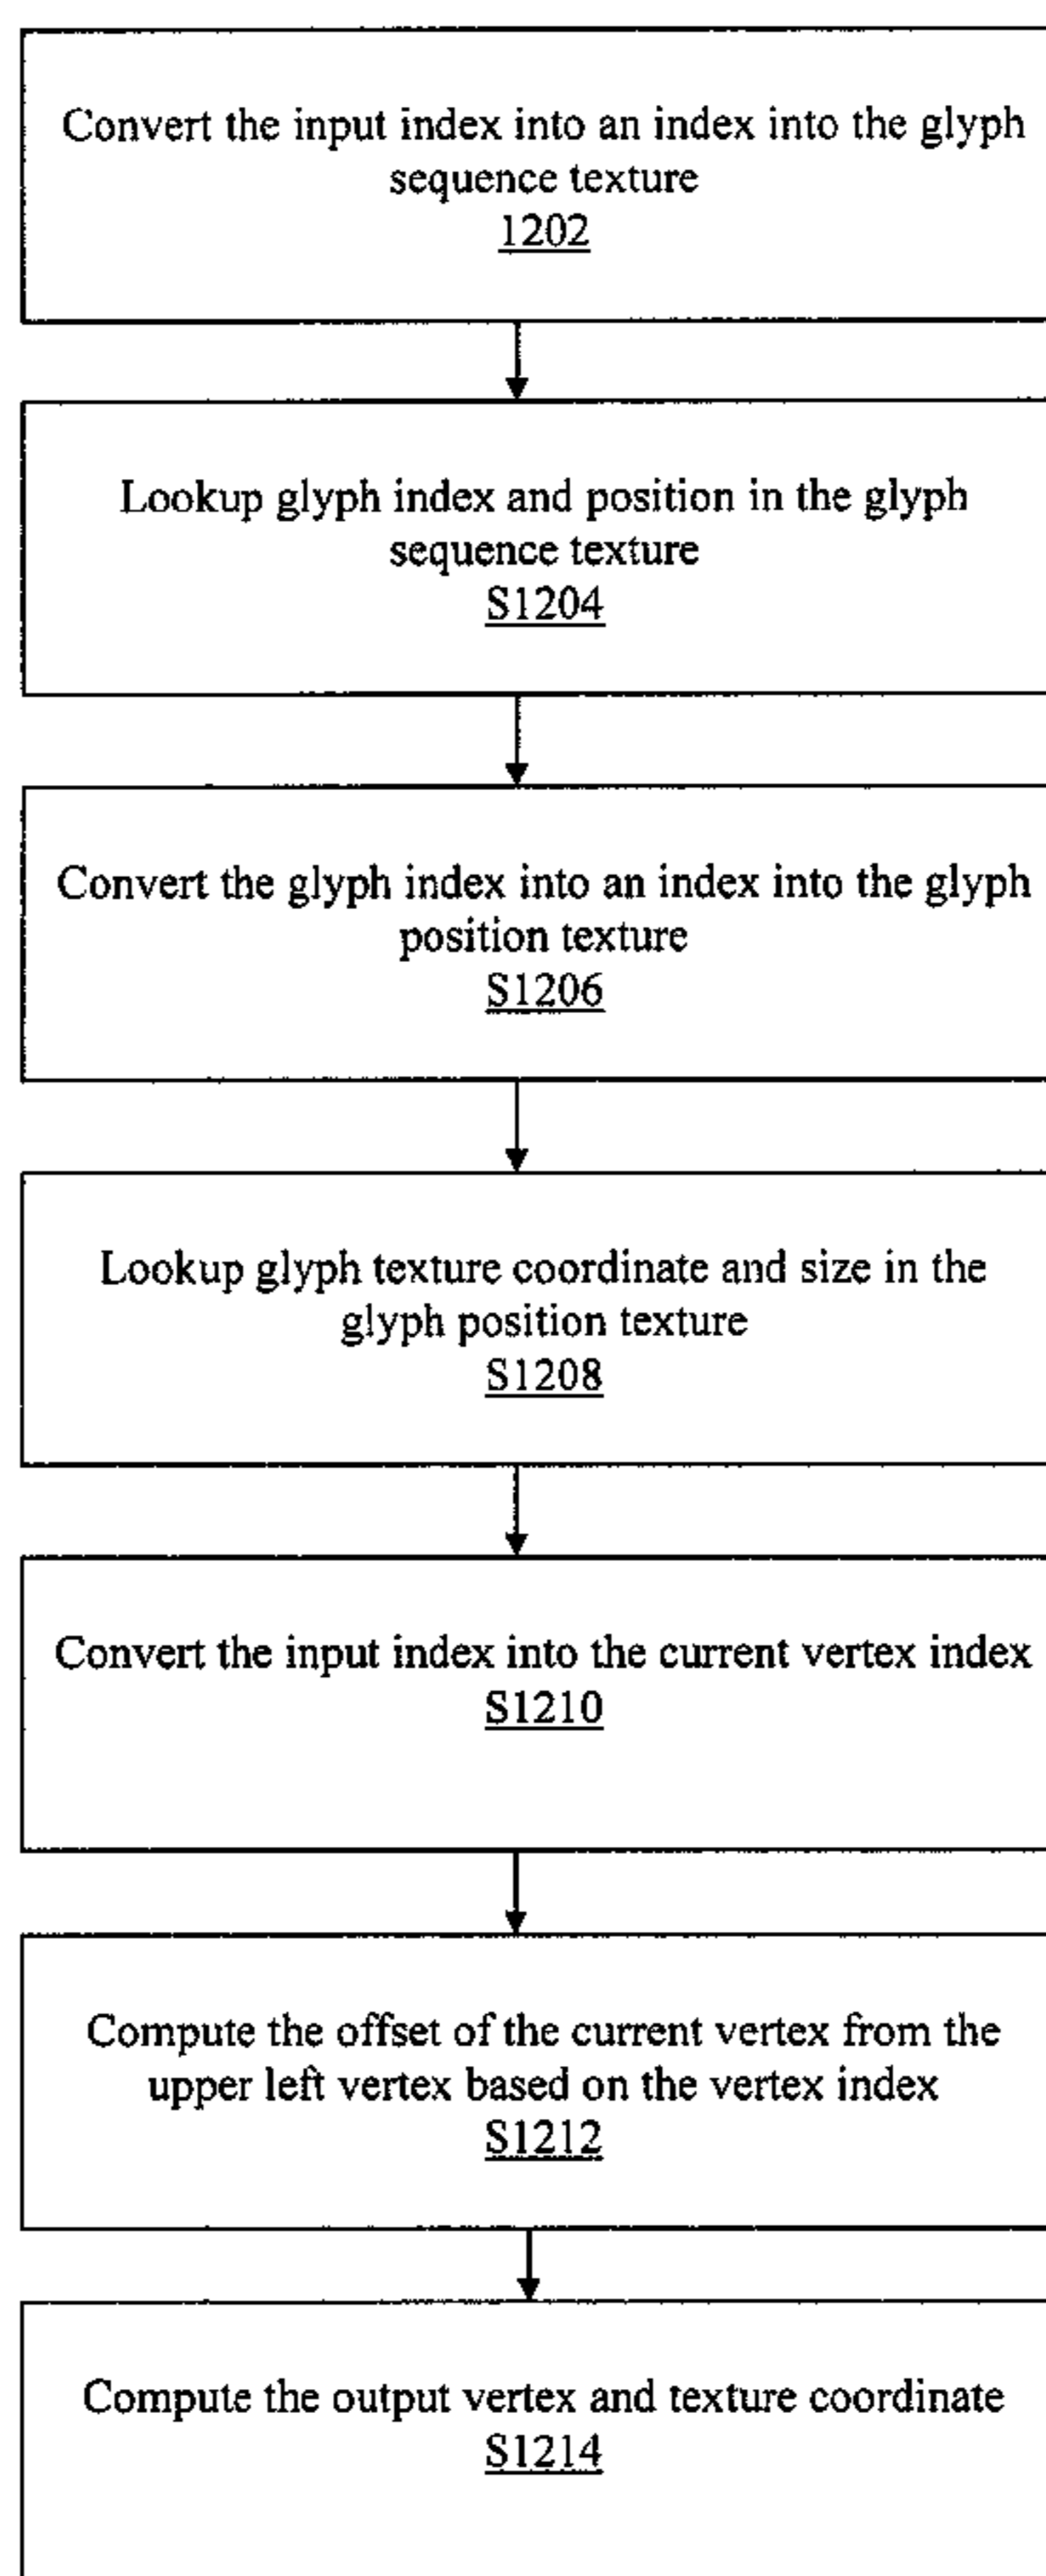 Convert the input index into an index into the glyph
sequence texture
1202
Lookup glyph index and position in the glyph
sequence texture
S1204
Convert the glyph index into an index into the glyph
position texture
S1206
Lookup glyph texture coordinate and size in the
glyph position texture
S1208
Convert the input index into the current vertex index
S1210
Compute the offset of the current vertex from the
upper left vertex based on the vertex index
S1212
Compute the output vertex and texture coordinate
S1214